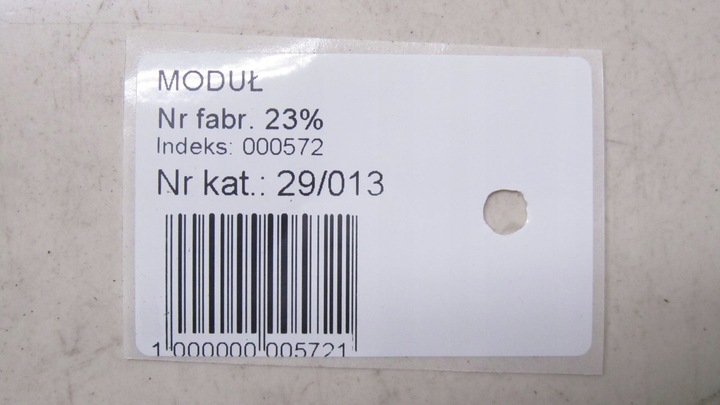 MODUŁ
Nr fabr. 23%
Indeks: 000572
Nr kat.: 29/013
1 000000 005721